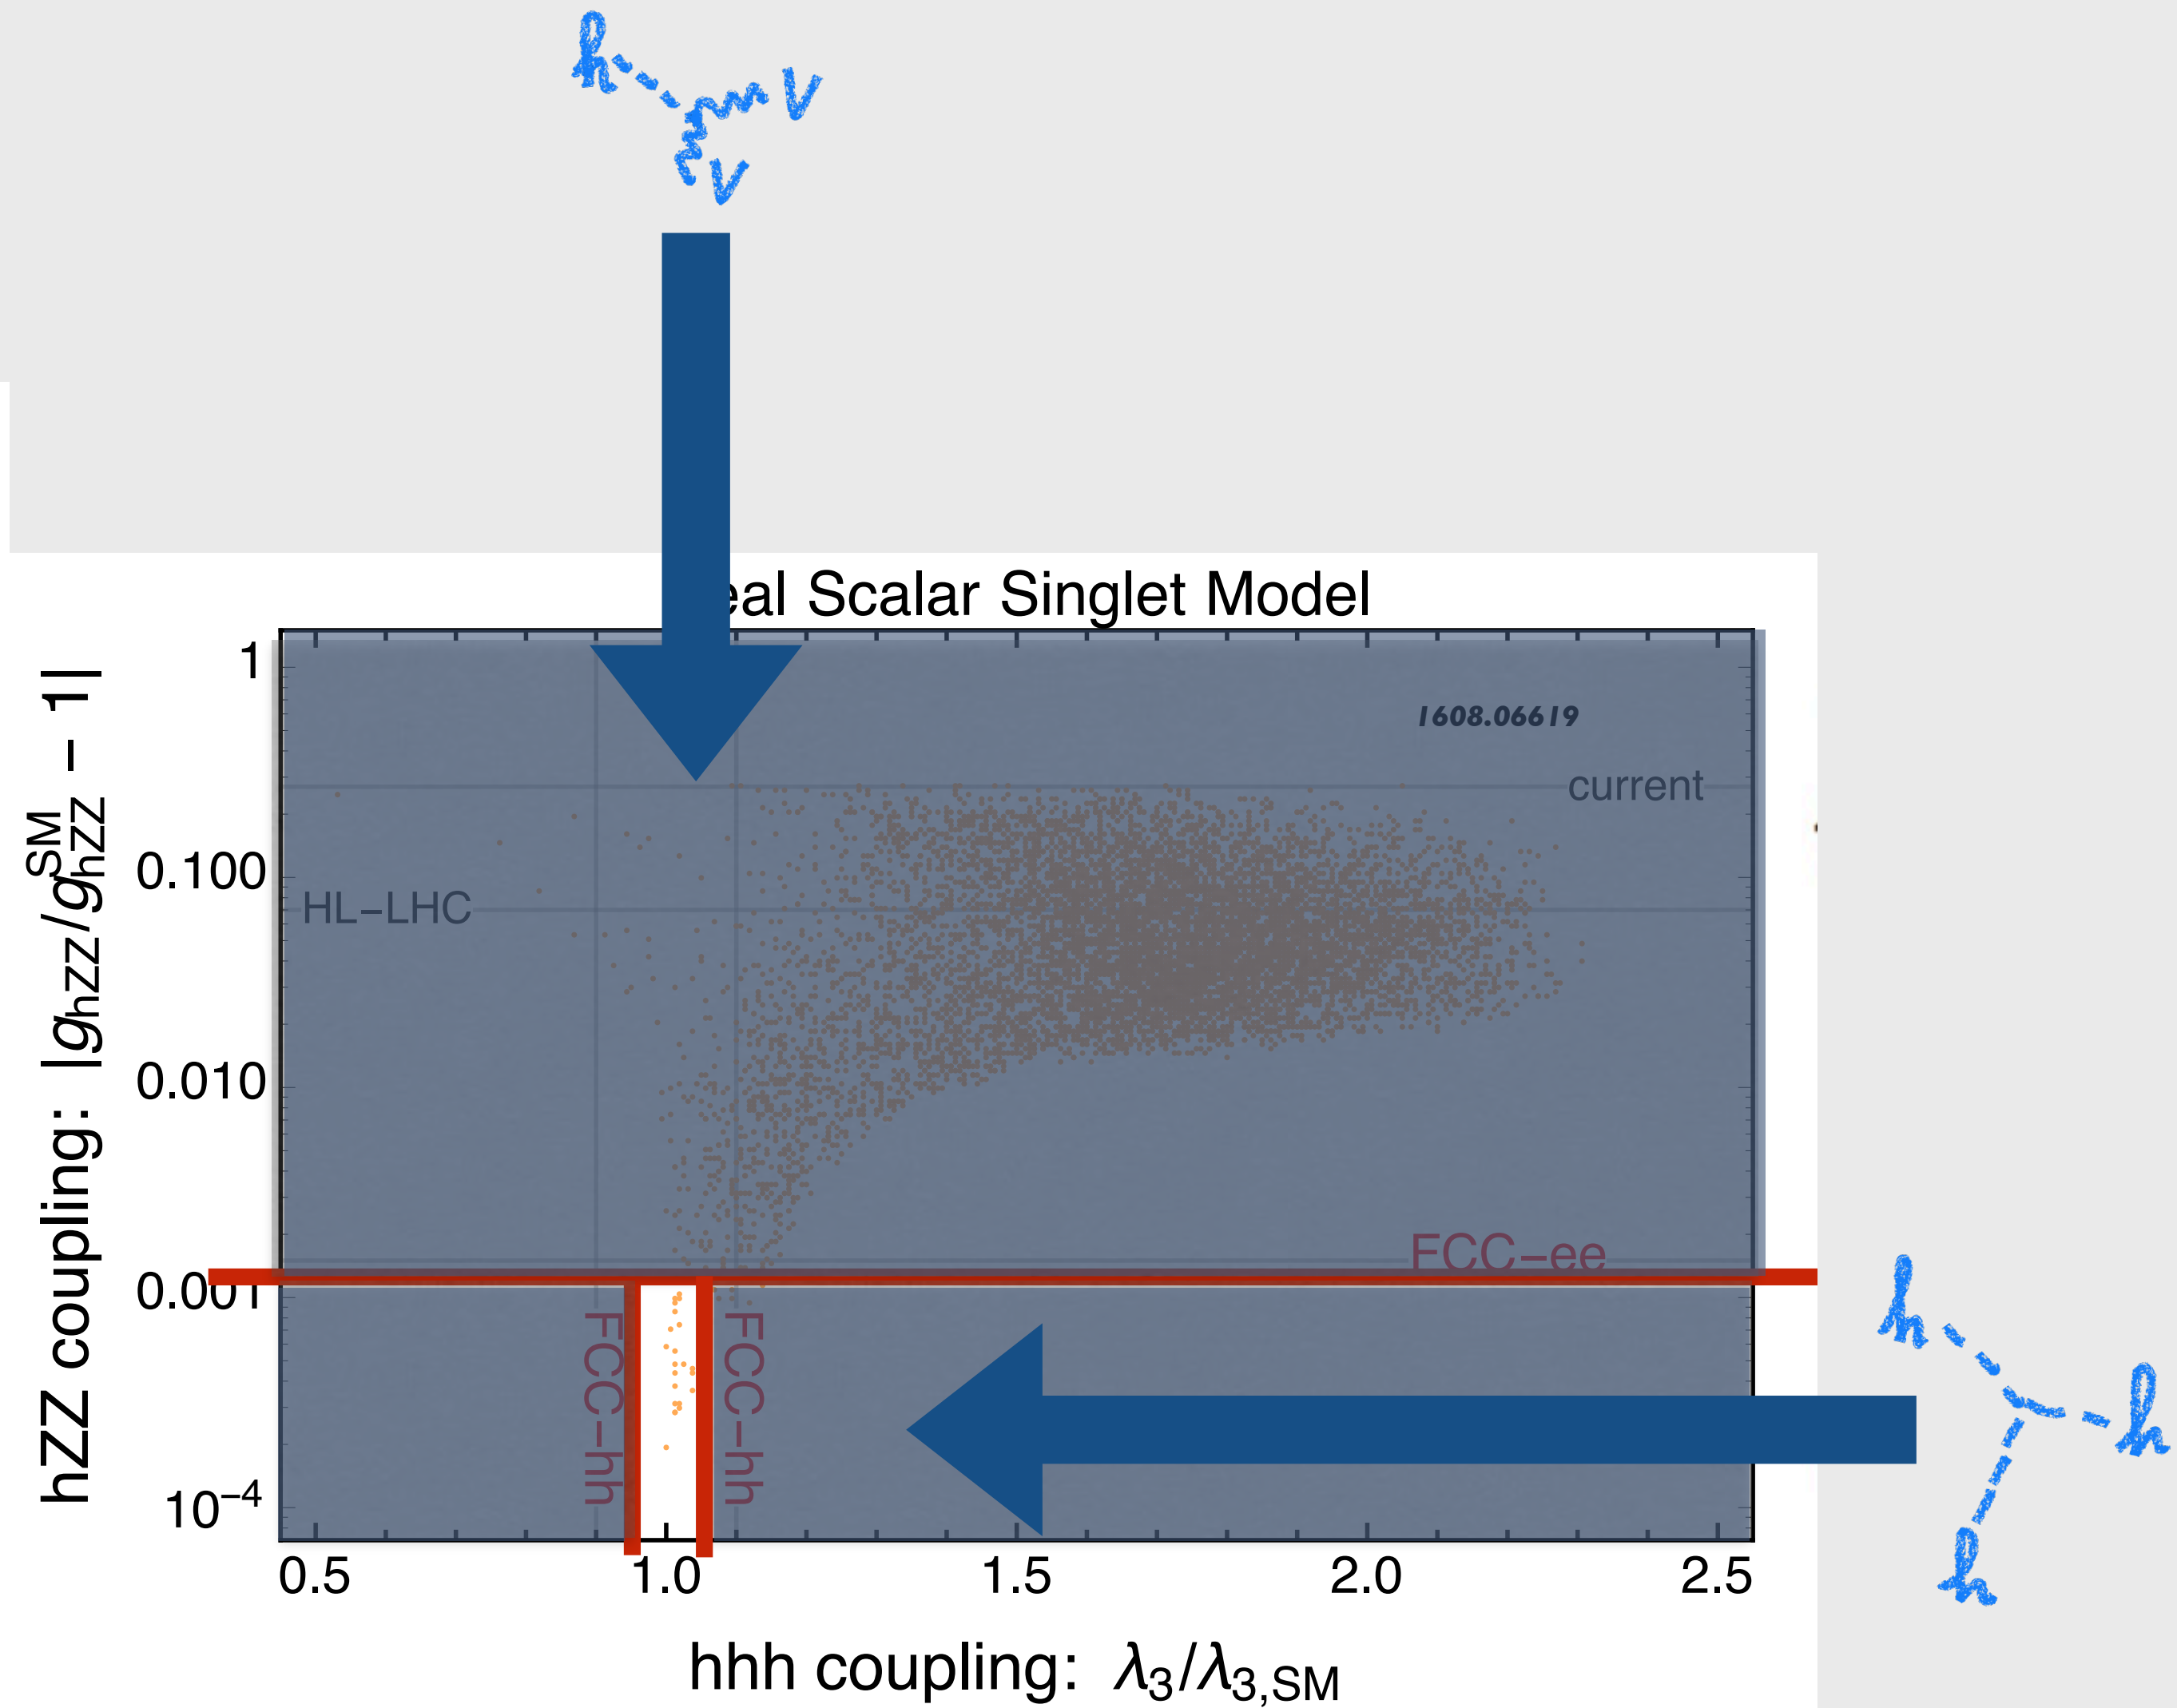 h
V
V
eal Scalar Singlet Model
hZZ coupling: |ghZZ/gSMhZZ − 1|
1
0.100
0.010
0.001
10−4
1608.06619
current
HL−LHC
FCC−ee
FCC−hh
FCC−hh
h
h
h
0.5
1.0
1.5
2.0
2.5
hhh coupling: λ3/λ3,SM